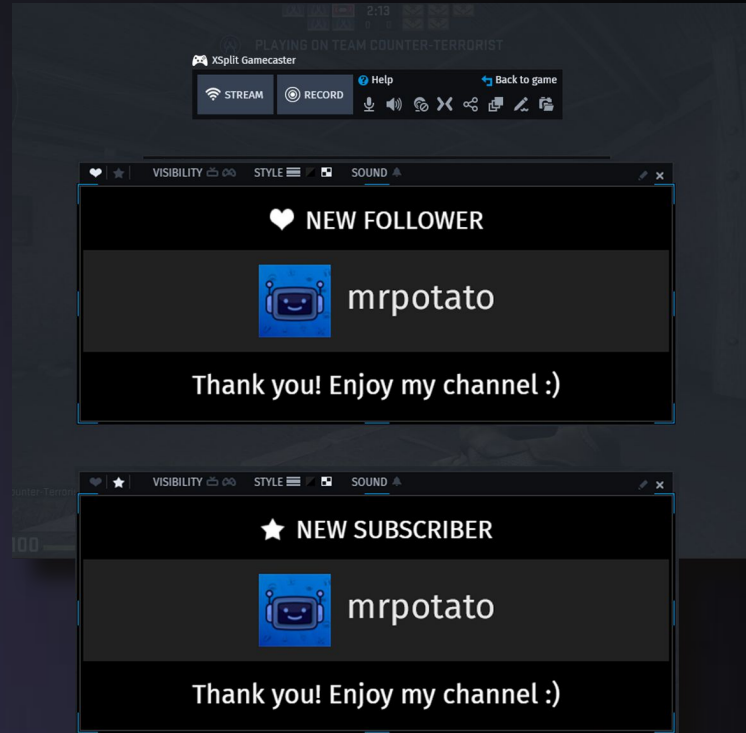 2:13
PLAYING ON TEAM COUNTER-TERRORIST
XSplit Gamecaster
STREAM
RECORD
Help
Back to game
VISIBILITY STYLE SOUND
NEW FOLLOWER
mrpotato
Thank you! Enjoy my channel :)
VISIBILITY STYLE SOUND
NEW SUBSCRIBER
mrpotato
Thank you! Enjoy my channel :)
100